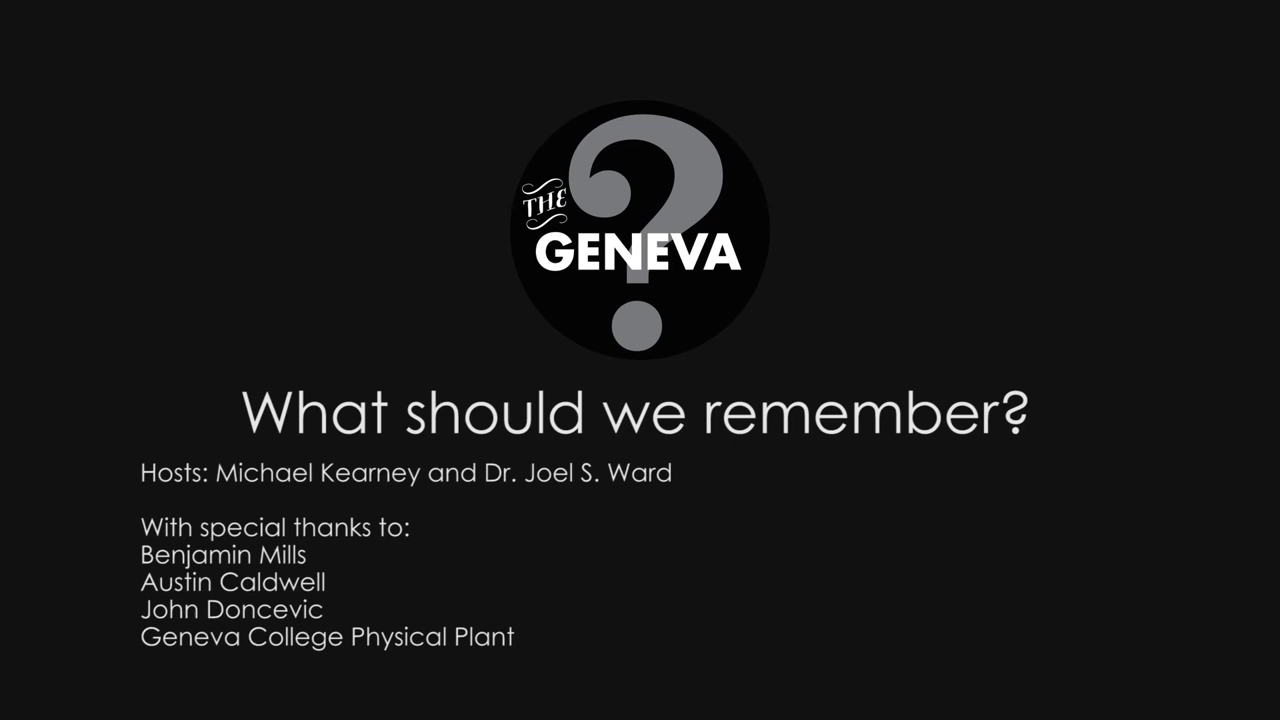 THE
GENEVA
?
What should we remember?
Hosts: Michael Kearney and Dr. Joel S. Ward
With special thanks to:
Benjamin Mills
Austin Caldwell
John Doncevic
Geneva College Physical Plant